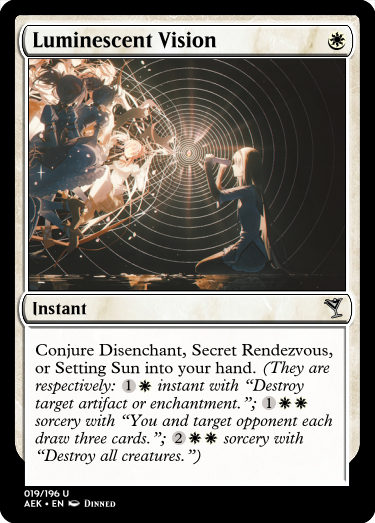 Luminescent Vision
Instant
Conjure Disenchant, Secret Rendezvous,
or Setting Sun into your hand. (They are
respectively: 1 instant with “Destroy
target artifact or enchantment.”; 1
sorcery with “You and target opponent each
draw three cards.”; 2 sorcery with
“Destroy all creatures.”)
019/196 U
AEK • EN Dinned